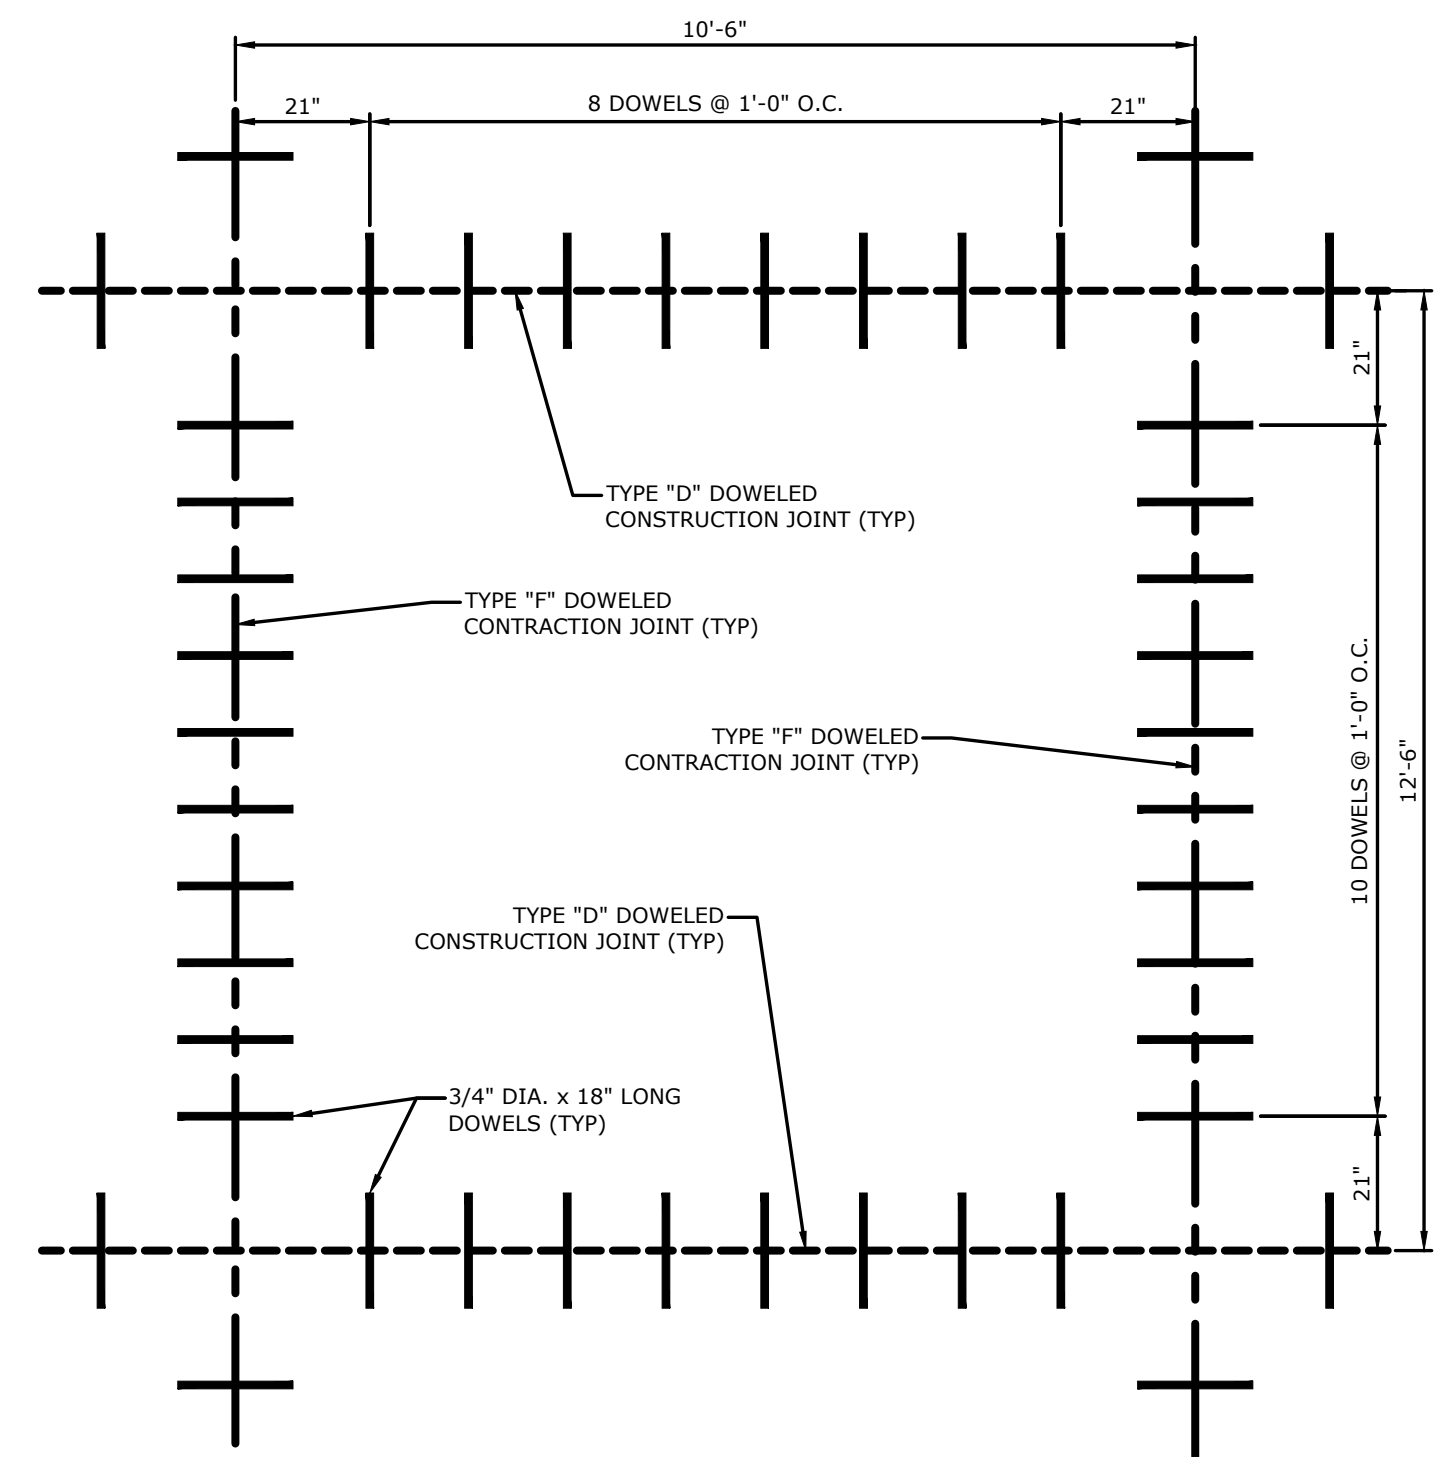 10'-6"
21"
8 DOWELS @ 1'-0" O.C.
21"
21"
TYPE "D" DOWELED
CONSTRUCTION JOINT (TYP)
TYPE "F" DOWELED
CONTRACTION JOINT (TYP)
TYPE "F" DOWELED
CONTRACTION JOINT (TYP)
10 DOWELS @ 1'-0" O.C.
12'-6"
TYPE "D" DOWELED
CONSTRUCTION JOINT (TYP)
3/4" DIA. x 18" LONG
DOWELS (TYP)
21"